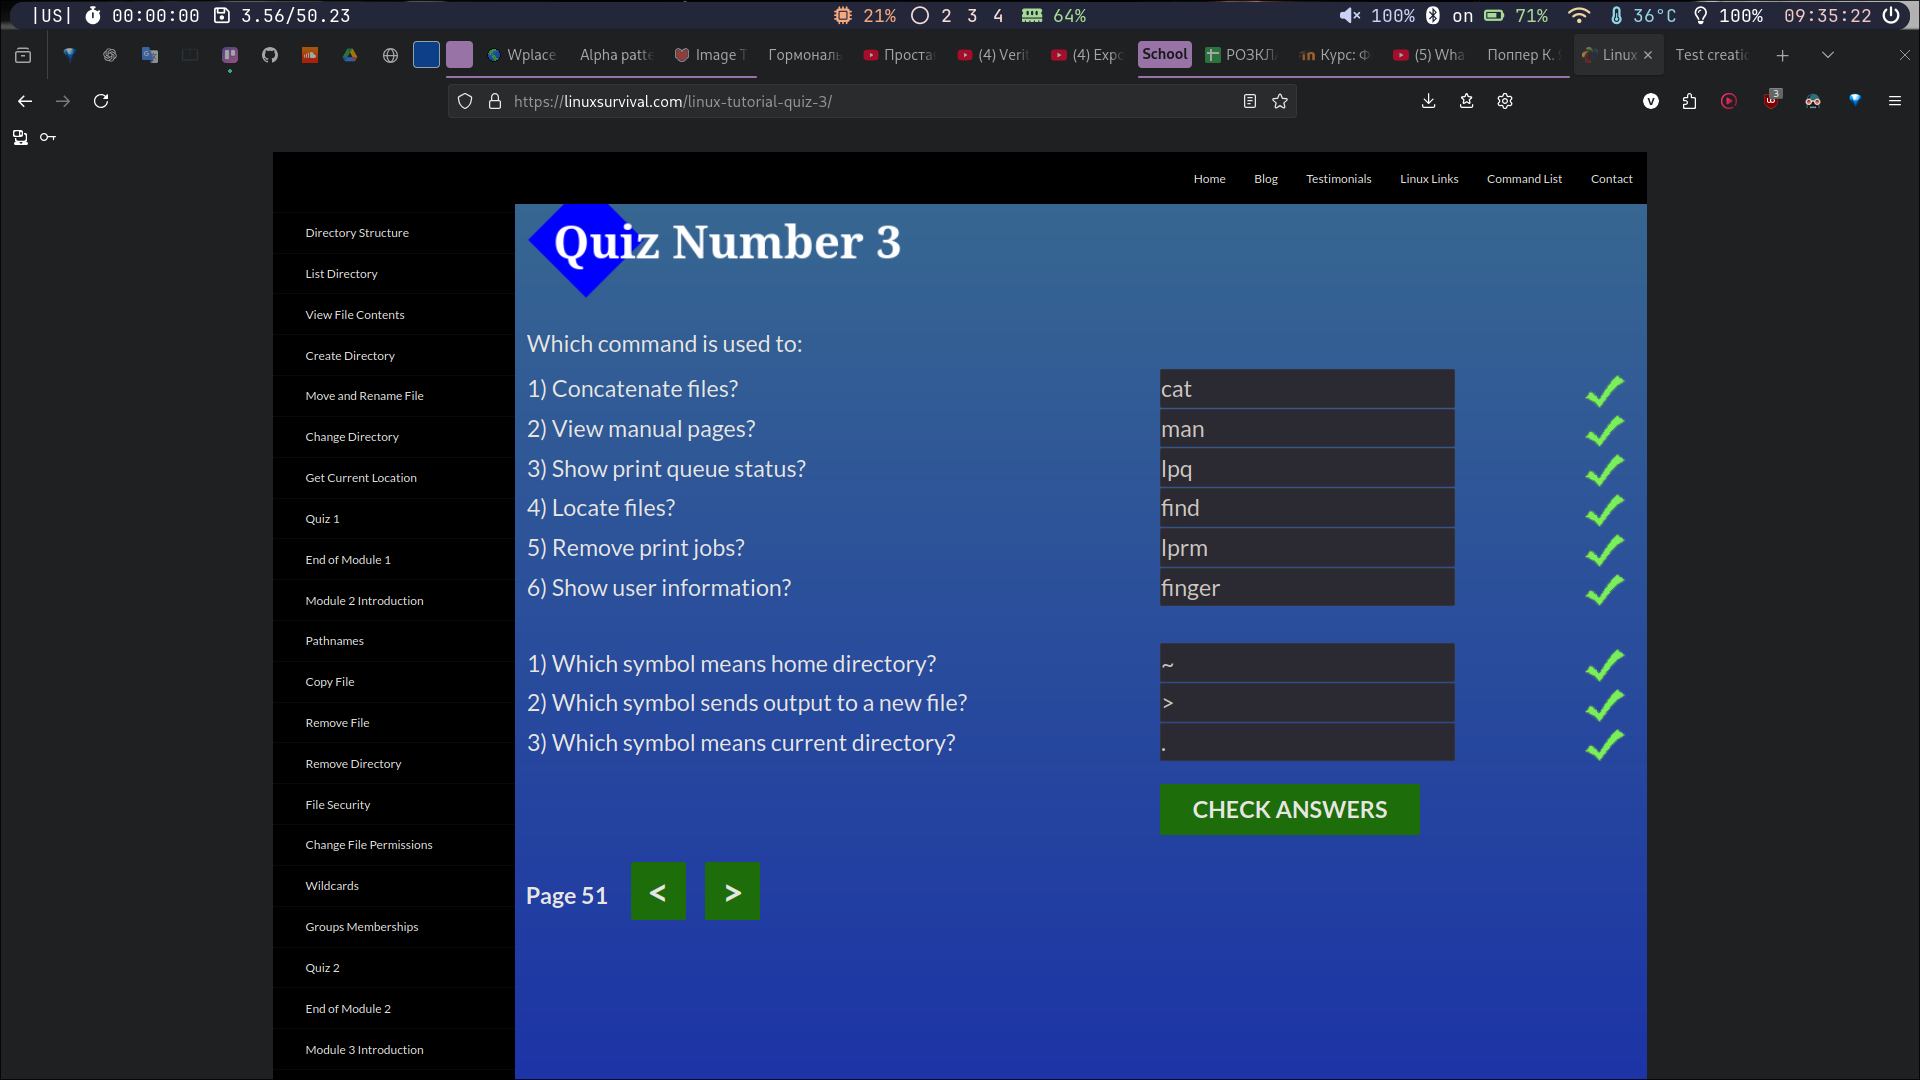 |US| 00:00:00 3.56/50.23 21% 2 3 4 64% 100% on 71% 36°C 100% 09:35:22
Wplace Alpha patte Image T Гормональ Проста (4) Verit (4) Expo School РОЗКЛ Курс: Ф (5) Wha Поппер К. Linux Test creatio
https://linuxsurvival.com/linux-tutorial-quiz-3/
3
Home Blog Testimonials Linux Links Command List Contact
Directory Structure
List Directory
View File Contents
Create Directory
Move and Rename File
Change Directory
Get Current Location
Quiz 1
End of Module 1
Module 2 Introduction
Pathnames
Copy File
Remove File
Remove Directory
File Security
Change File Permissions
Wildcards
Groups Memberships
Quiz 2
End of Module 2
Module 3 Introduction
Quiz Number 3
Which command is used to:
1) Concatenate files? cat
2) View manual pages? man
3) Show print queue status? lpq
4) Locate files? find
5) Remove print jobs? lprm
6) Show user information? finger
1) Which symbol means home directory? ~
2) Which symbol sends output to a new file? >
3) Which symbol means current directory? .
CHECK ANSWERS
Page 51 < >